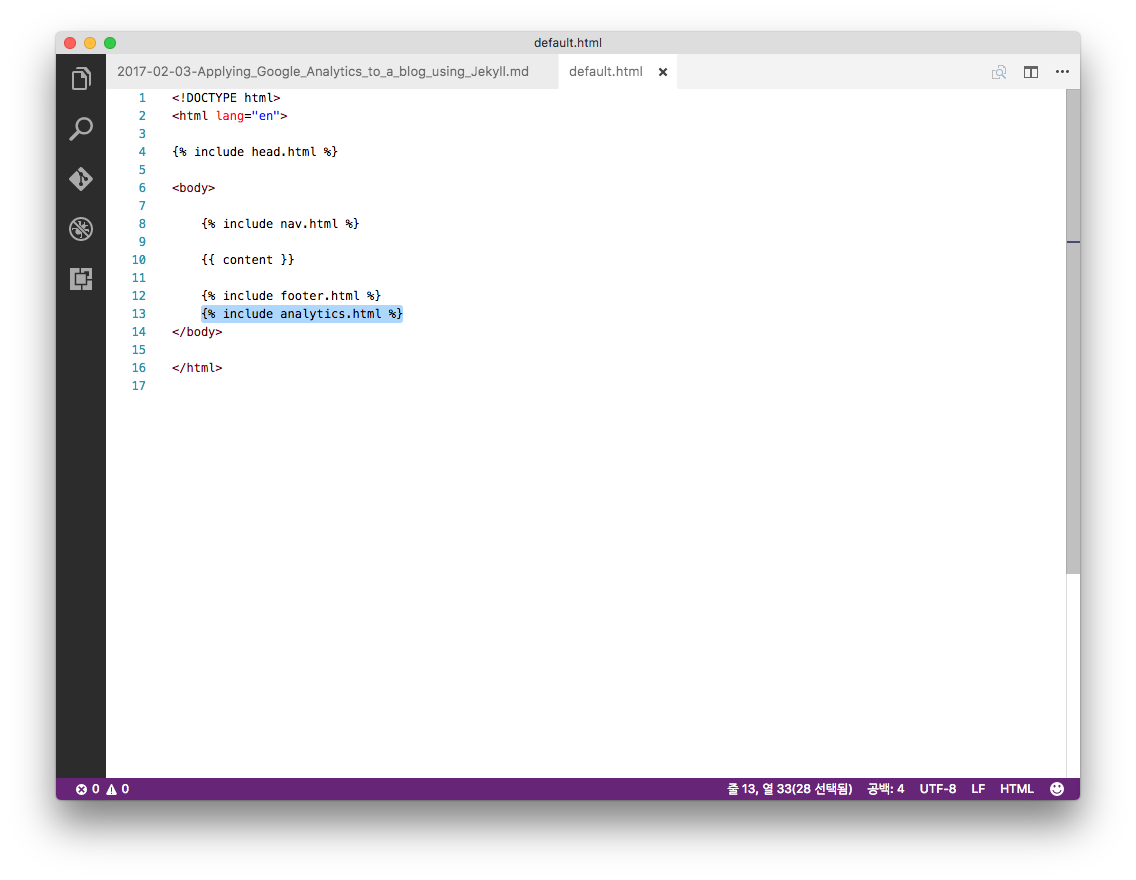 default.html
2017-02-03-Applying_Google_Analytics_to_a_blog_using_Jekyll.md default.html
1 <!DOCTYPE html>
2 <html lang="en">
3
4 {% include head.html %}
5
6 <body>
7
8 {% include nav.html %}
9
10 {{ content }}
11
12 {% include footer.html %}
13 {% include analytics.html %}
14 </body>
15
16 </html>
17
0 0 줄 13, 열 33(28 선택됨) 공백: 4 UTF-8 LF HTML